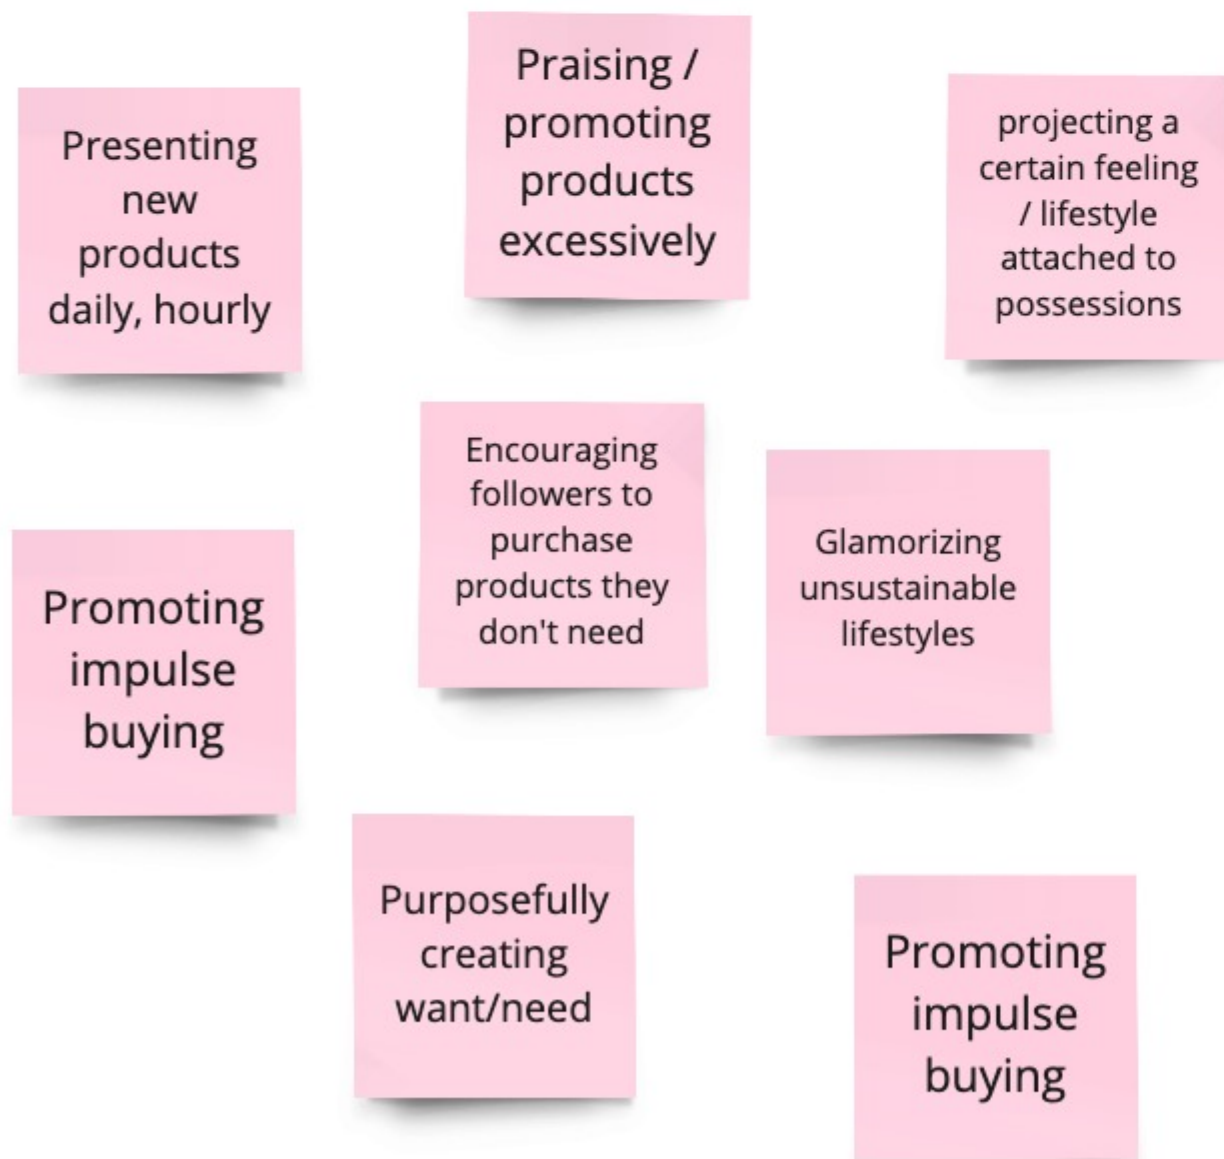 Presenting
new
products
daily, hourly
Praising /
promoting
products
excessively
projecting a
certain feeling
/ lifestyle
attached to
possessions
Encouraging
followers to
purchase
products they
don't need
Glamorizing
unsustainable
lifestyles
Promoting
impulse
buying
Purposefully
creating
want/need
Promoting
impulse
buying